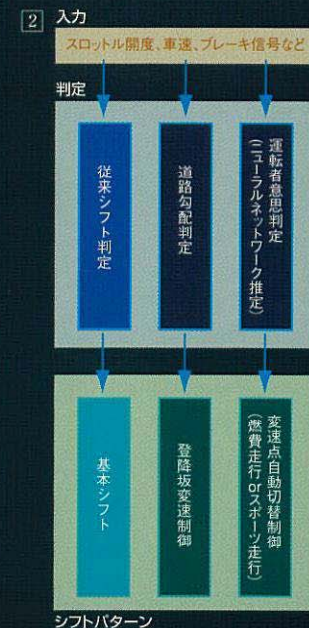 2 入力
スロットル開度、車速、ブレーキ信号など
判定
従来シフト判定
道路勾配判定
運転者意思判定
(ニューラルネットワーク推定)
基本シフト
登降坂変速制御
変速点自動切替制御
(燃費走行orスポーツ走行)
シフトパターン